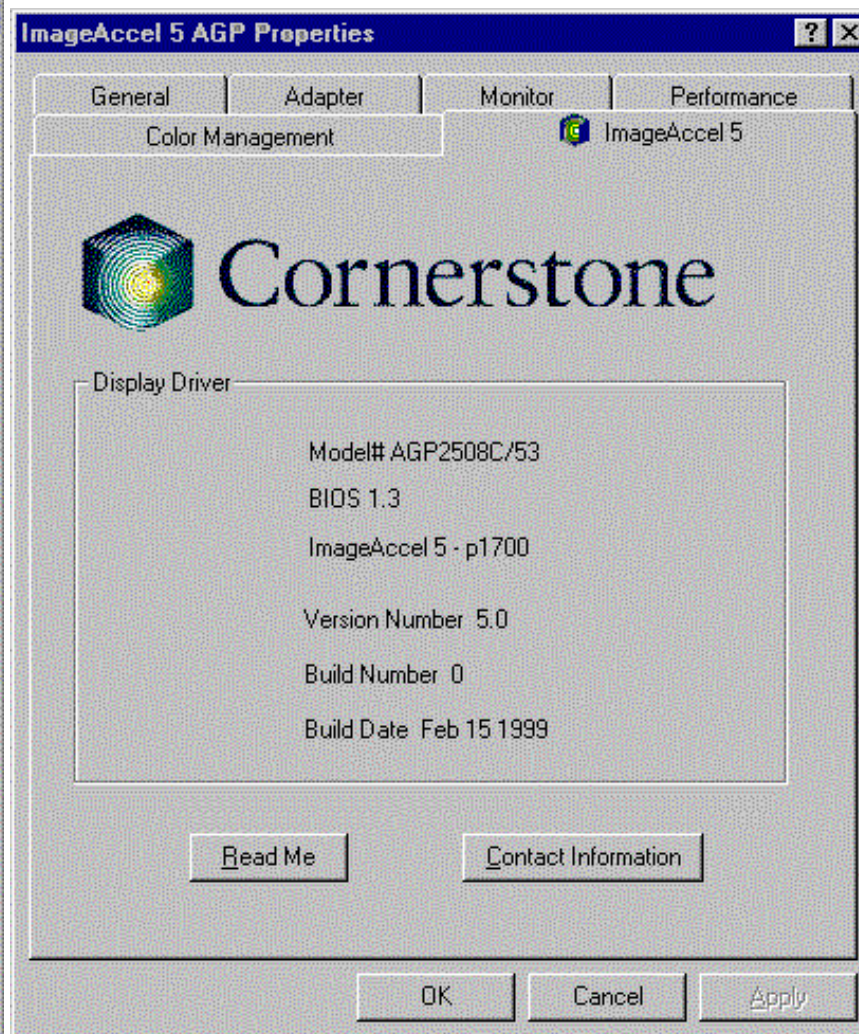 ImageAccel 5 AGP Properties
General Adapter Monitor Performance
Color Management ImageAccel 5
Cornerstone
Display Driver
Model# AGP2508C/53
BIOS 1.3
ImageAccel 5 - p1700
Version Number 5.0
Build Number 0
Build Date Feb 15 1999
Read Me Contact Information
OK Cancel Apply